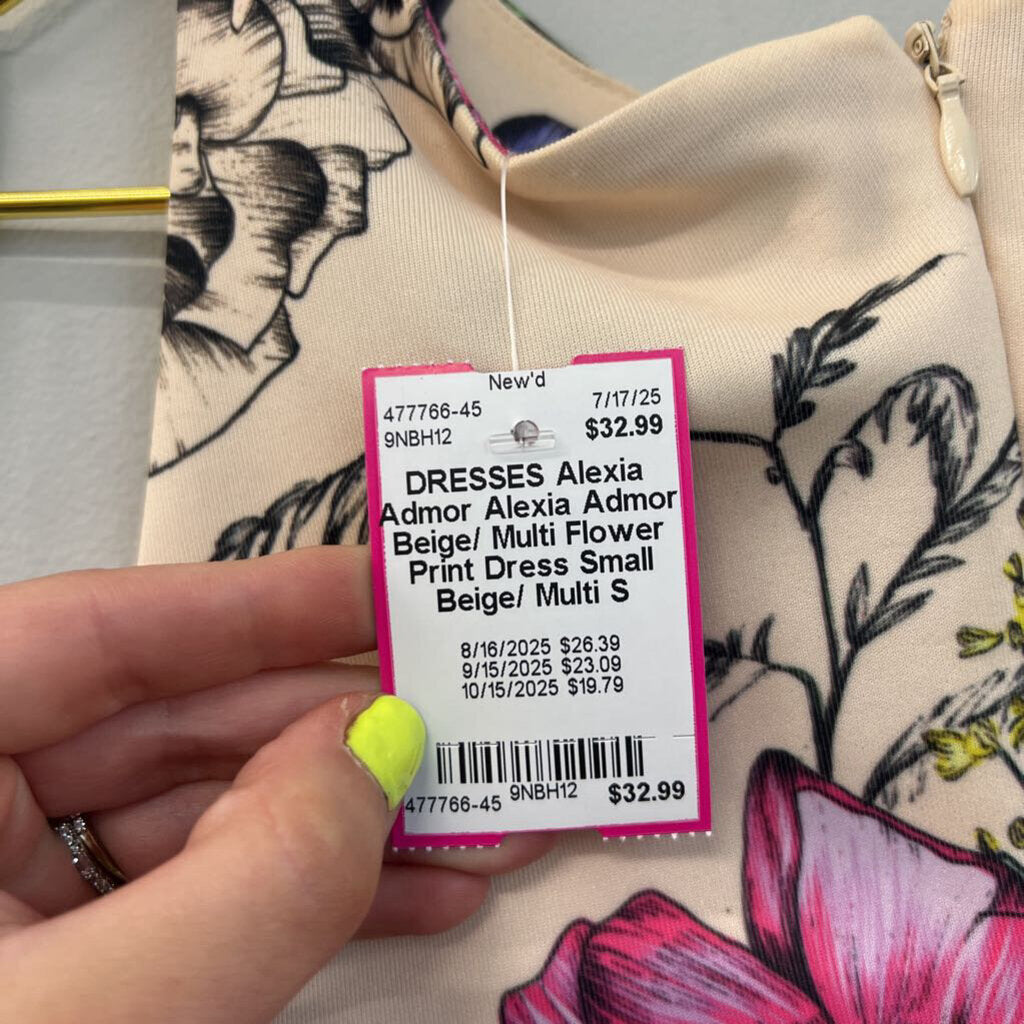 New'd
477766-45 7/17/25
9NBH12 $32.99
DRESSES Alexia
Admor Alexia Admor
Beige/ Multi Flower
Print Dress Small
Beige/ Multi S
8/16/2025 $26.39
9/15/2025 $23.09
10/15/2025 $19.79
477766-45 9NBH12 $32.99